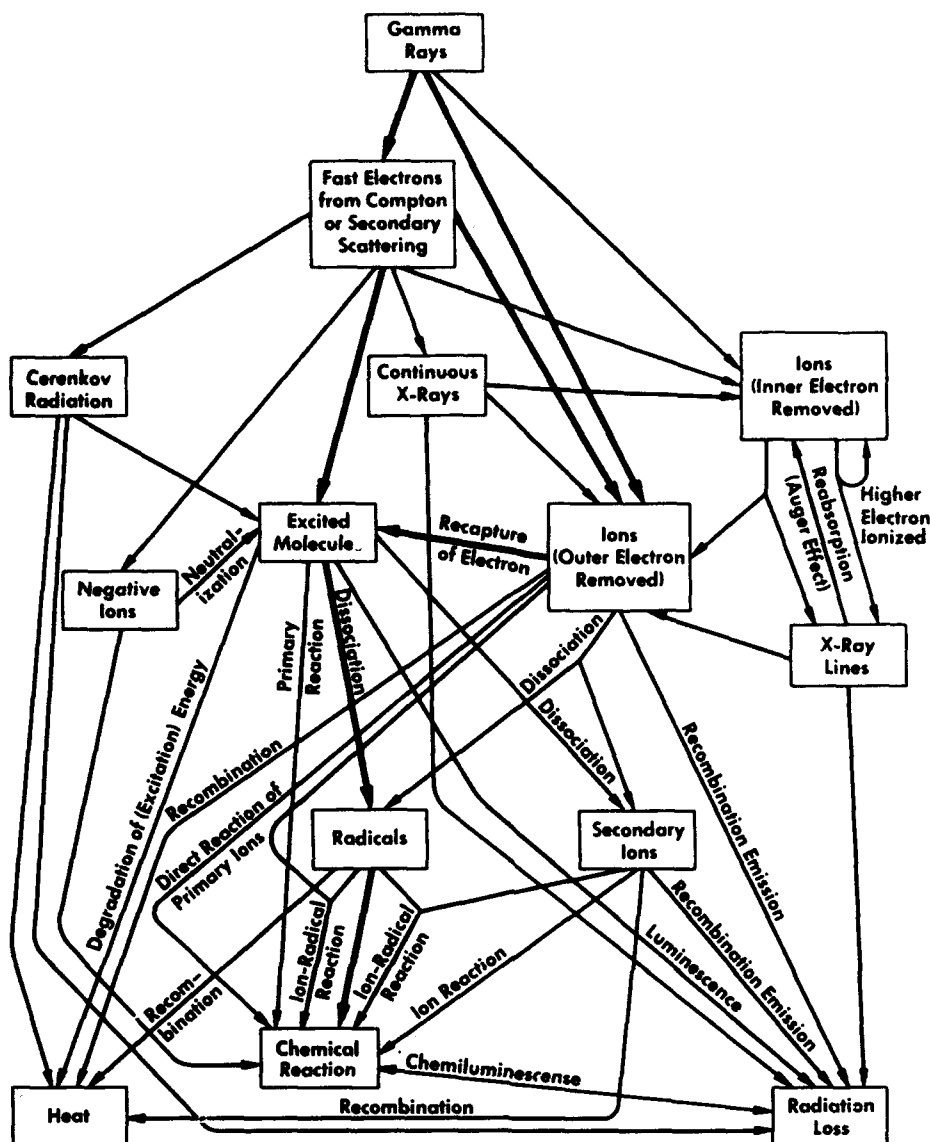 Gamma
Rays
Fast Electrons
from Compton
or Secondary
Scattering
Cerenkov
Radiation
Continuous
X-Rays
Ions
(Inner Electron
Removed)
Excited
Molecule
Recapture
of Electron
Ions
(Outer Electron
Removed)
(Auger Effect)
Reabsorption
Higher
Electron
Ionized
Negative
Ions
Neutral-
ization
X-Ray
Lines
Primary
Reaction
Dissociation
Dissociation
Dissociation
Degradation of (Excitation) Energy
Recombination
Direct Reaction of
Primary Ions
Recombination Emission
Radicals
Secondary
Ions
Ion-Radical
Reaction
Ion-Radical
Reaction
Ion Reaction
Luminescence
Recombination Emission
Recom-
bination
Chemical
Reaction
Chemiluminescense
Heat
Recombination
Radiation
Loss